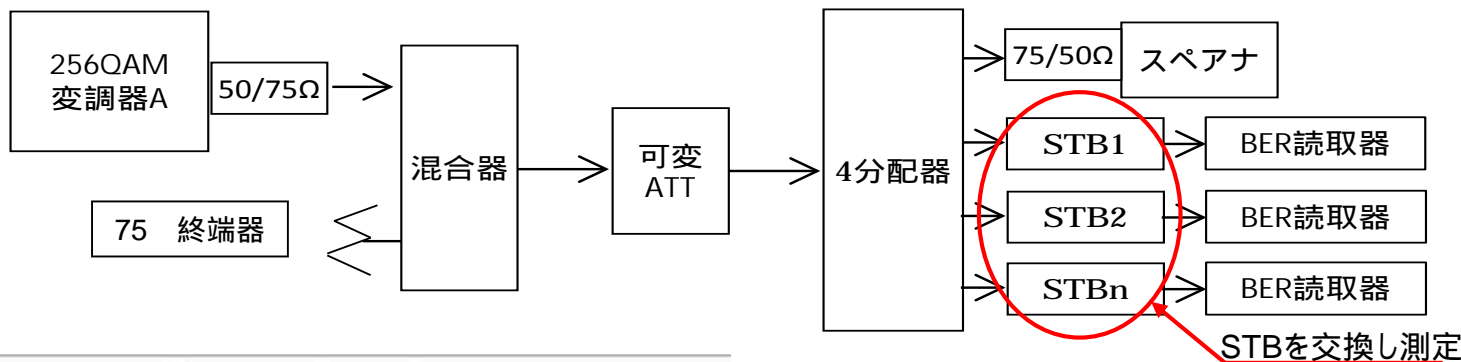 256QAM
変調器A
50/75Ω
75　終端器
混合器
可変
ATT
4分配器
75/50Ω
スペアナ
STB1
BER読取器
STB2
BER読取器
STBn
BER読取器
STBを交換し測定